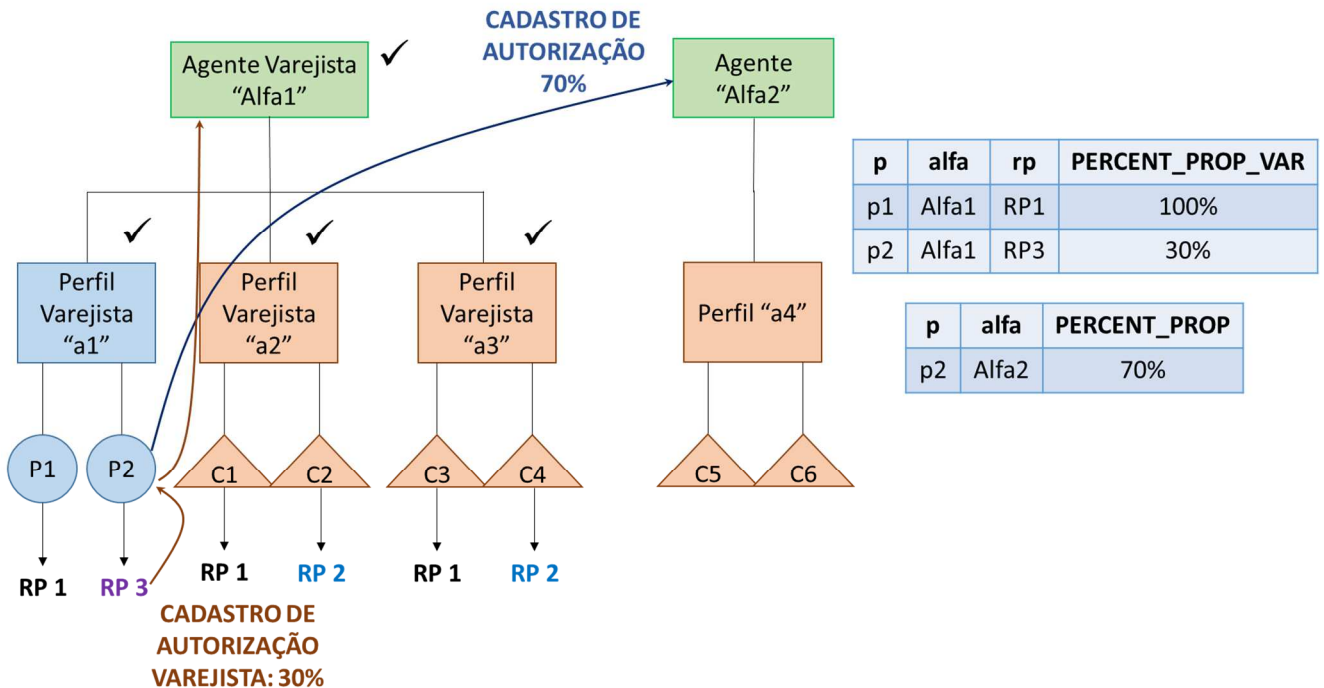 CADASTRO DE
AUTORIZAÇÃO
70%
Agente Varejista
“Alfa1”
Agente
“Alfa2”
p alfa rp PERCENT_PROP_VAR
p1 Alfa1 RP1 100%
p2 Alfa1 RP3 30%
Perfil
Varejista
“a1”
Perfil
Varejista
“a2”
Perfil
Varejista
“a3”
Perfil “a4”
p alfa PERCENT_PROP
p2 Alfa2 70%
P1 P2 C1 C2 C3 C4 C5 C6
RP 1 RP 3 RP 1 RP 2 RP 1 RP 2
CADASTRO DE
AUTORIZAÇÃO
VAREJISTA: 30%